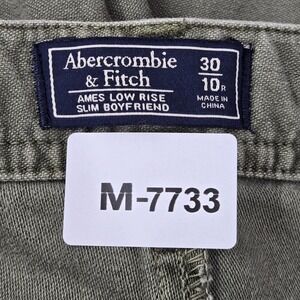 Abercrombie
& Fitch
AMES LOW RISE
SLIM BOYFRIEND
30
10R
MADE IN
CHINA
M-7733